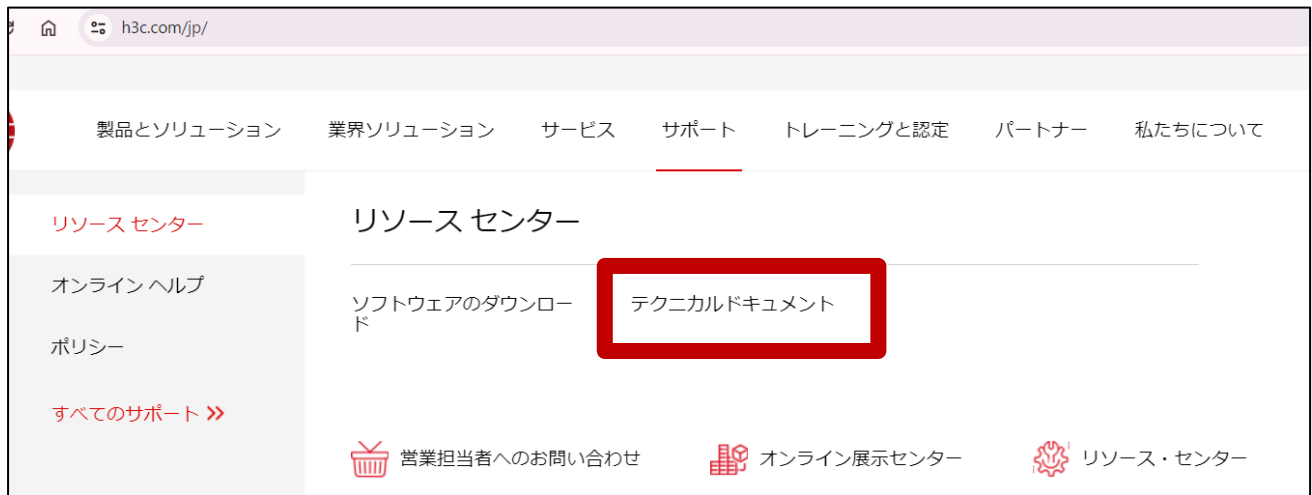 h3c.com/jp/
製品とソリューション 業界ソリューション サービス サポート トレーニングと認定 パートナー 私たちについて
リソース センター
オンライン ヘルプ
ポリシー
すべてのサポート
リソース センター
ソフトウェアのダウンロー
ド
テクニカルドキュメント
営業担当者へのお問い合わせ オンライン展示センター リソース・センター